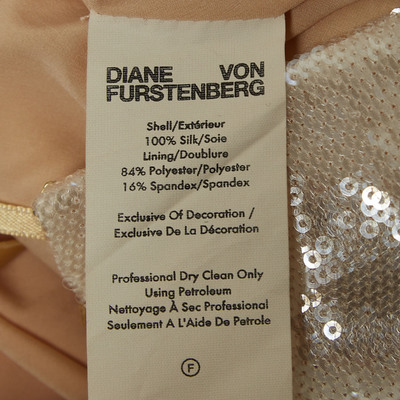 DIANE VON
FURSTENBERG
Shell/Extérieur
100% Silk/Soie
Lining/Doublure
84% Polyester/Polyester
16% Spandex/Spandex
Exclusive Of Decoration /
Exclusive De La Décoration
Professional Dry Clean Only
Using Petroleum
Nettoyage À Sec Professional
Seulement A L'Aide De Petrole
F